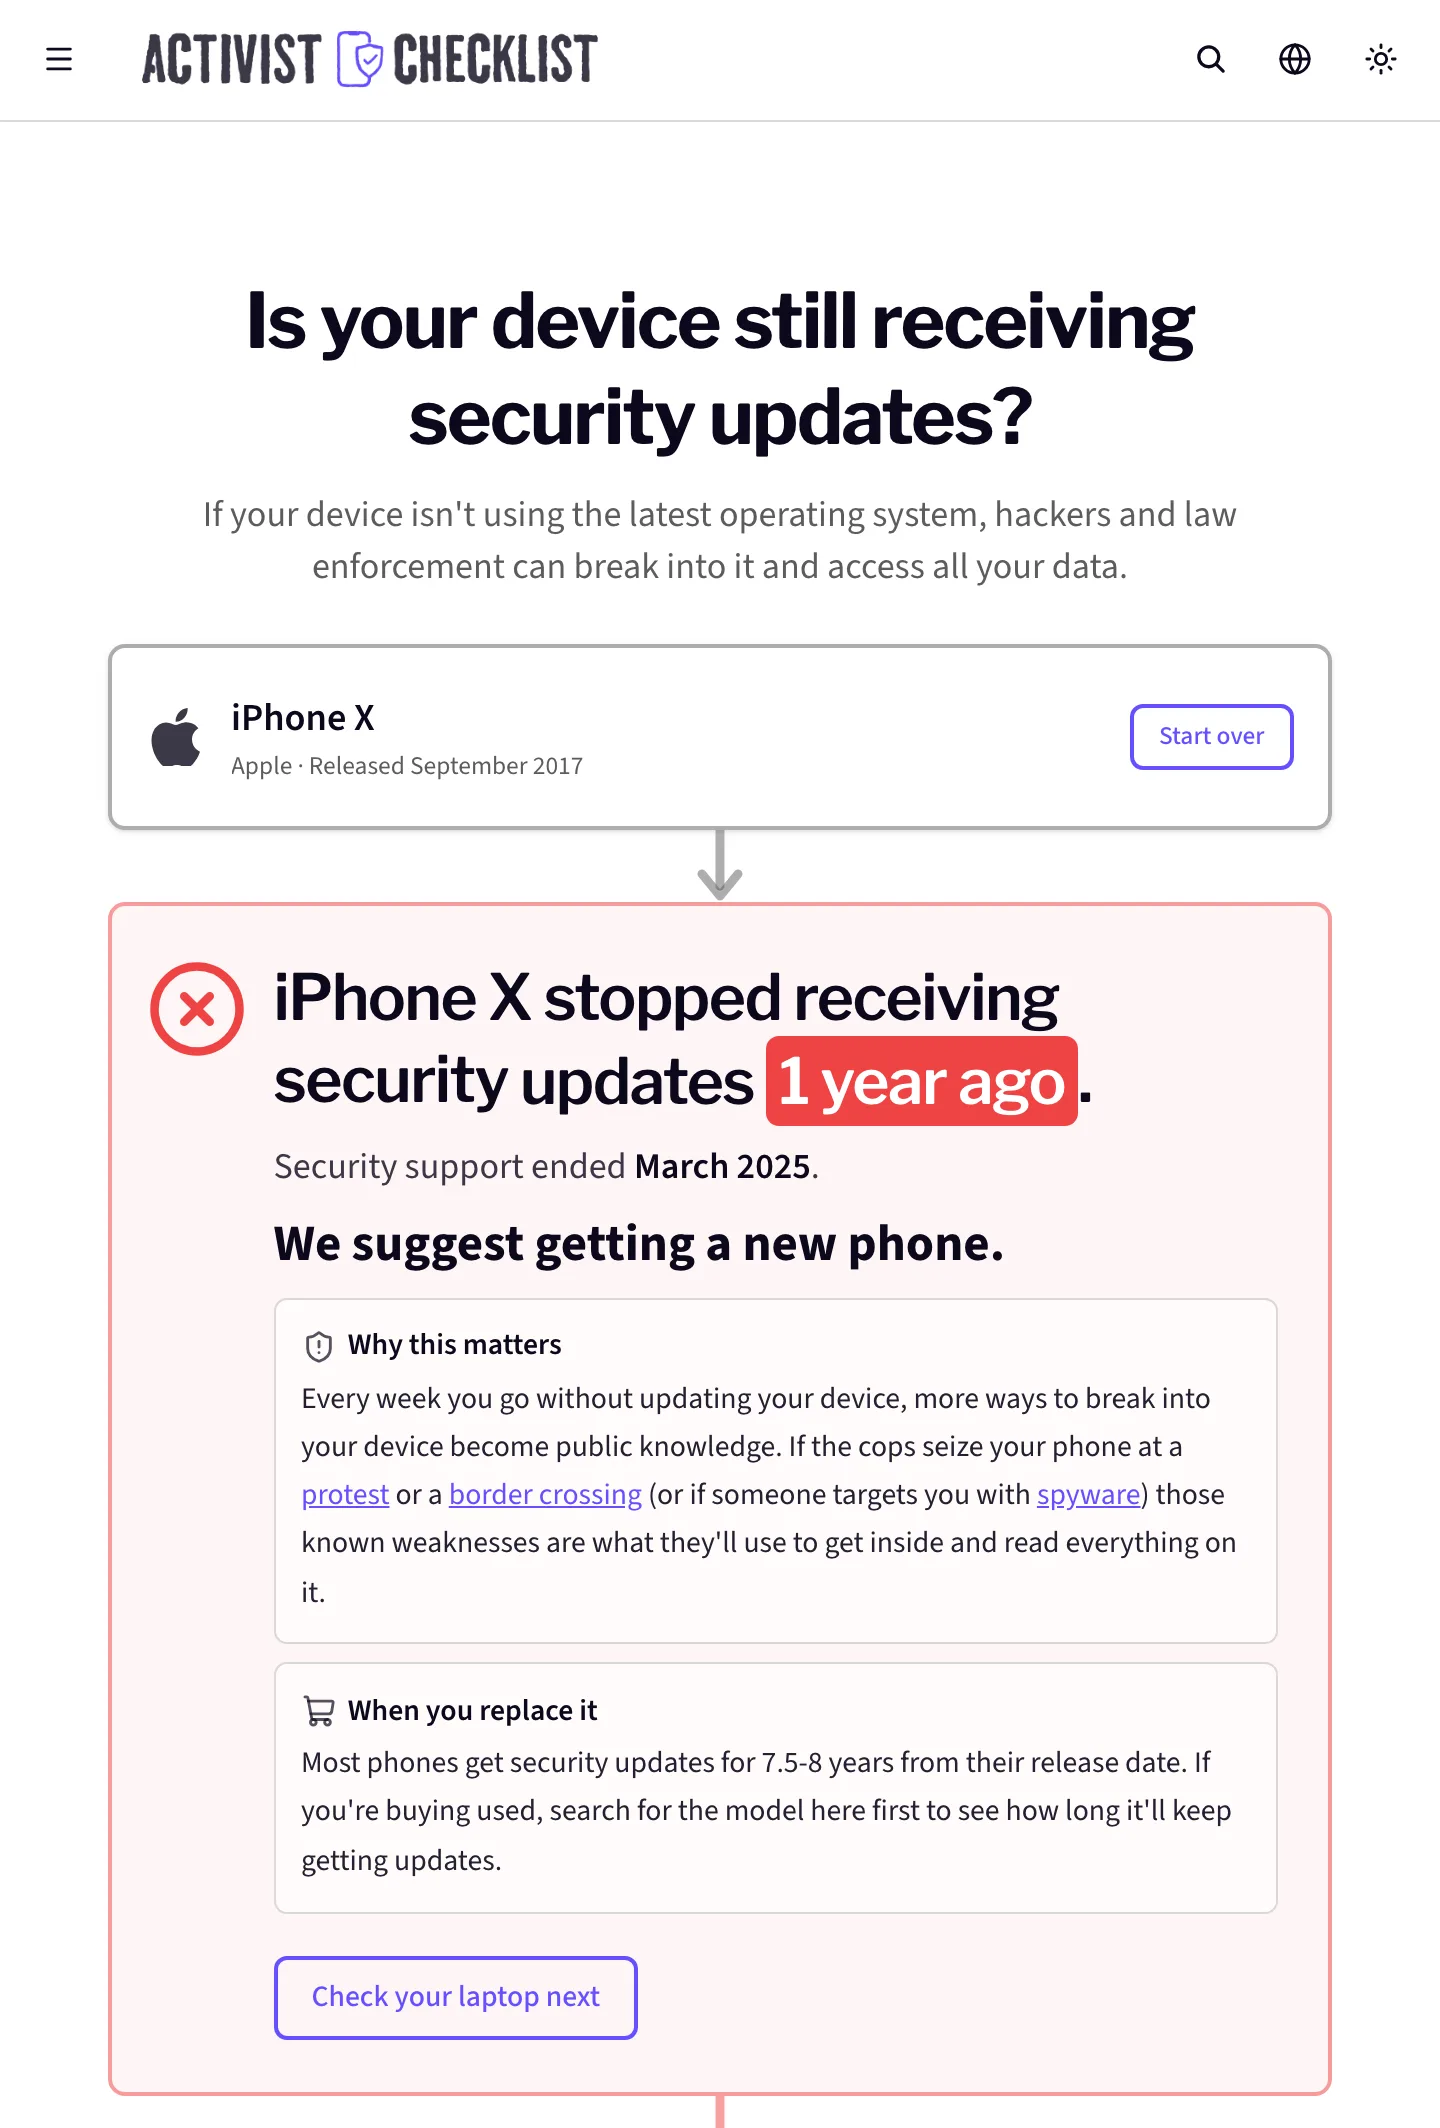 ACTIVIST CHECKLIST
Is your device still receiving
security updates?
If your device isn't using the latest operating system, hackers and law
enforcement can break into it and access all your data.
iPhone X
Apple · Released September 2017
Start over
iPhone X stopped receiving
security updates 1 year ago.
Security support ended March 2025.
We suggest getting a new phone.
Why this matters
Every week you go without updating your device, more ways to break into
your device become public knowledge. If the cops seize your phone at a
protest or a border crossing (or if someone targets you with spyware) those
known weaknesses are what they'll use to get inside and read everything on
it.
When you replace it
Most phones get security updates for 7.5-8 years from their release date. If
you're buying used, search for the model here first to see how long it'll keep
getting updates.
Check your laptop next